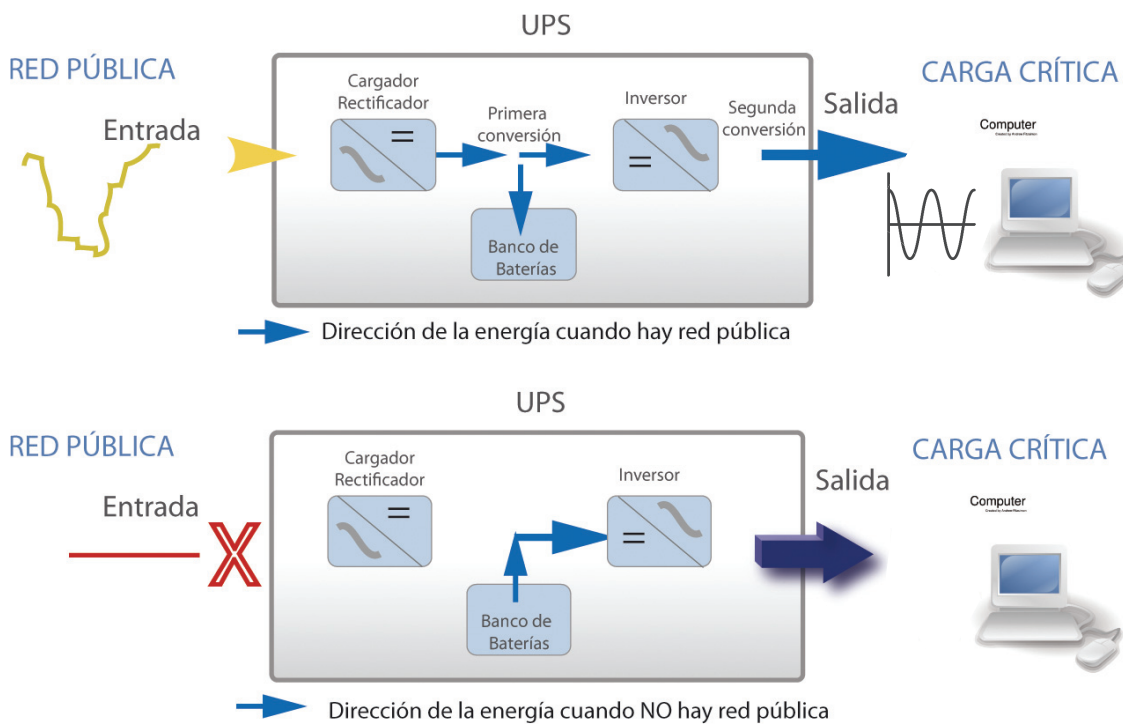 UPS
RED PÚBLICA
CARGA CRÍTICA
Entrada
Cargador
Rectificador
=
Primera
conversión
Inversor
=
Segunda
conversión
Salida
Computer
Banco de
Baterías
Dirección de la energía cuando hay red pública
UPS
RED PÚBLICA
CARGA CRÍTICA
Entrada
X
Cargador
Rectificador
=
Inversor
=
Salida
Computer
Banco de
Baterías
Dirección de la energía cuando NO hay red pública